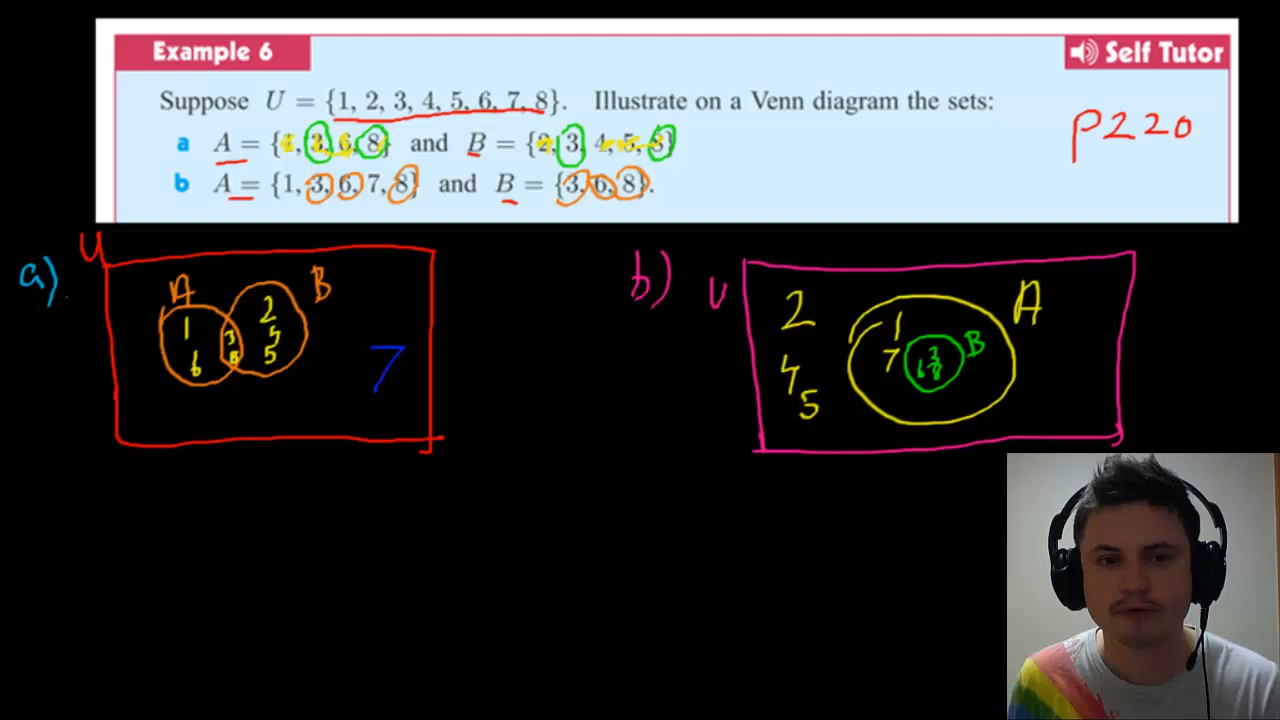 Example 6
Self Tutor
Suppose U = {1, 2, 3, 4, 5, 6, 7, 8}. Illustrate on a Venn diagram the sets:
a A = {1, 3, 6, 8} and B = {2, 3, 4, 5, 8}
b A = {1, 3, 6, 7, 8} and B = {3, 6, 8}.
P220
a)
U
A
B
1
6
3
8
2
4
5
7
b)
U
2
4
5
A
1
7
B
3
6 8